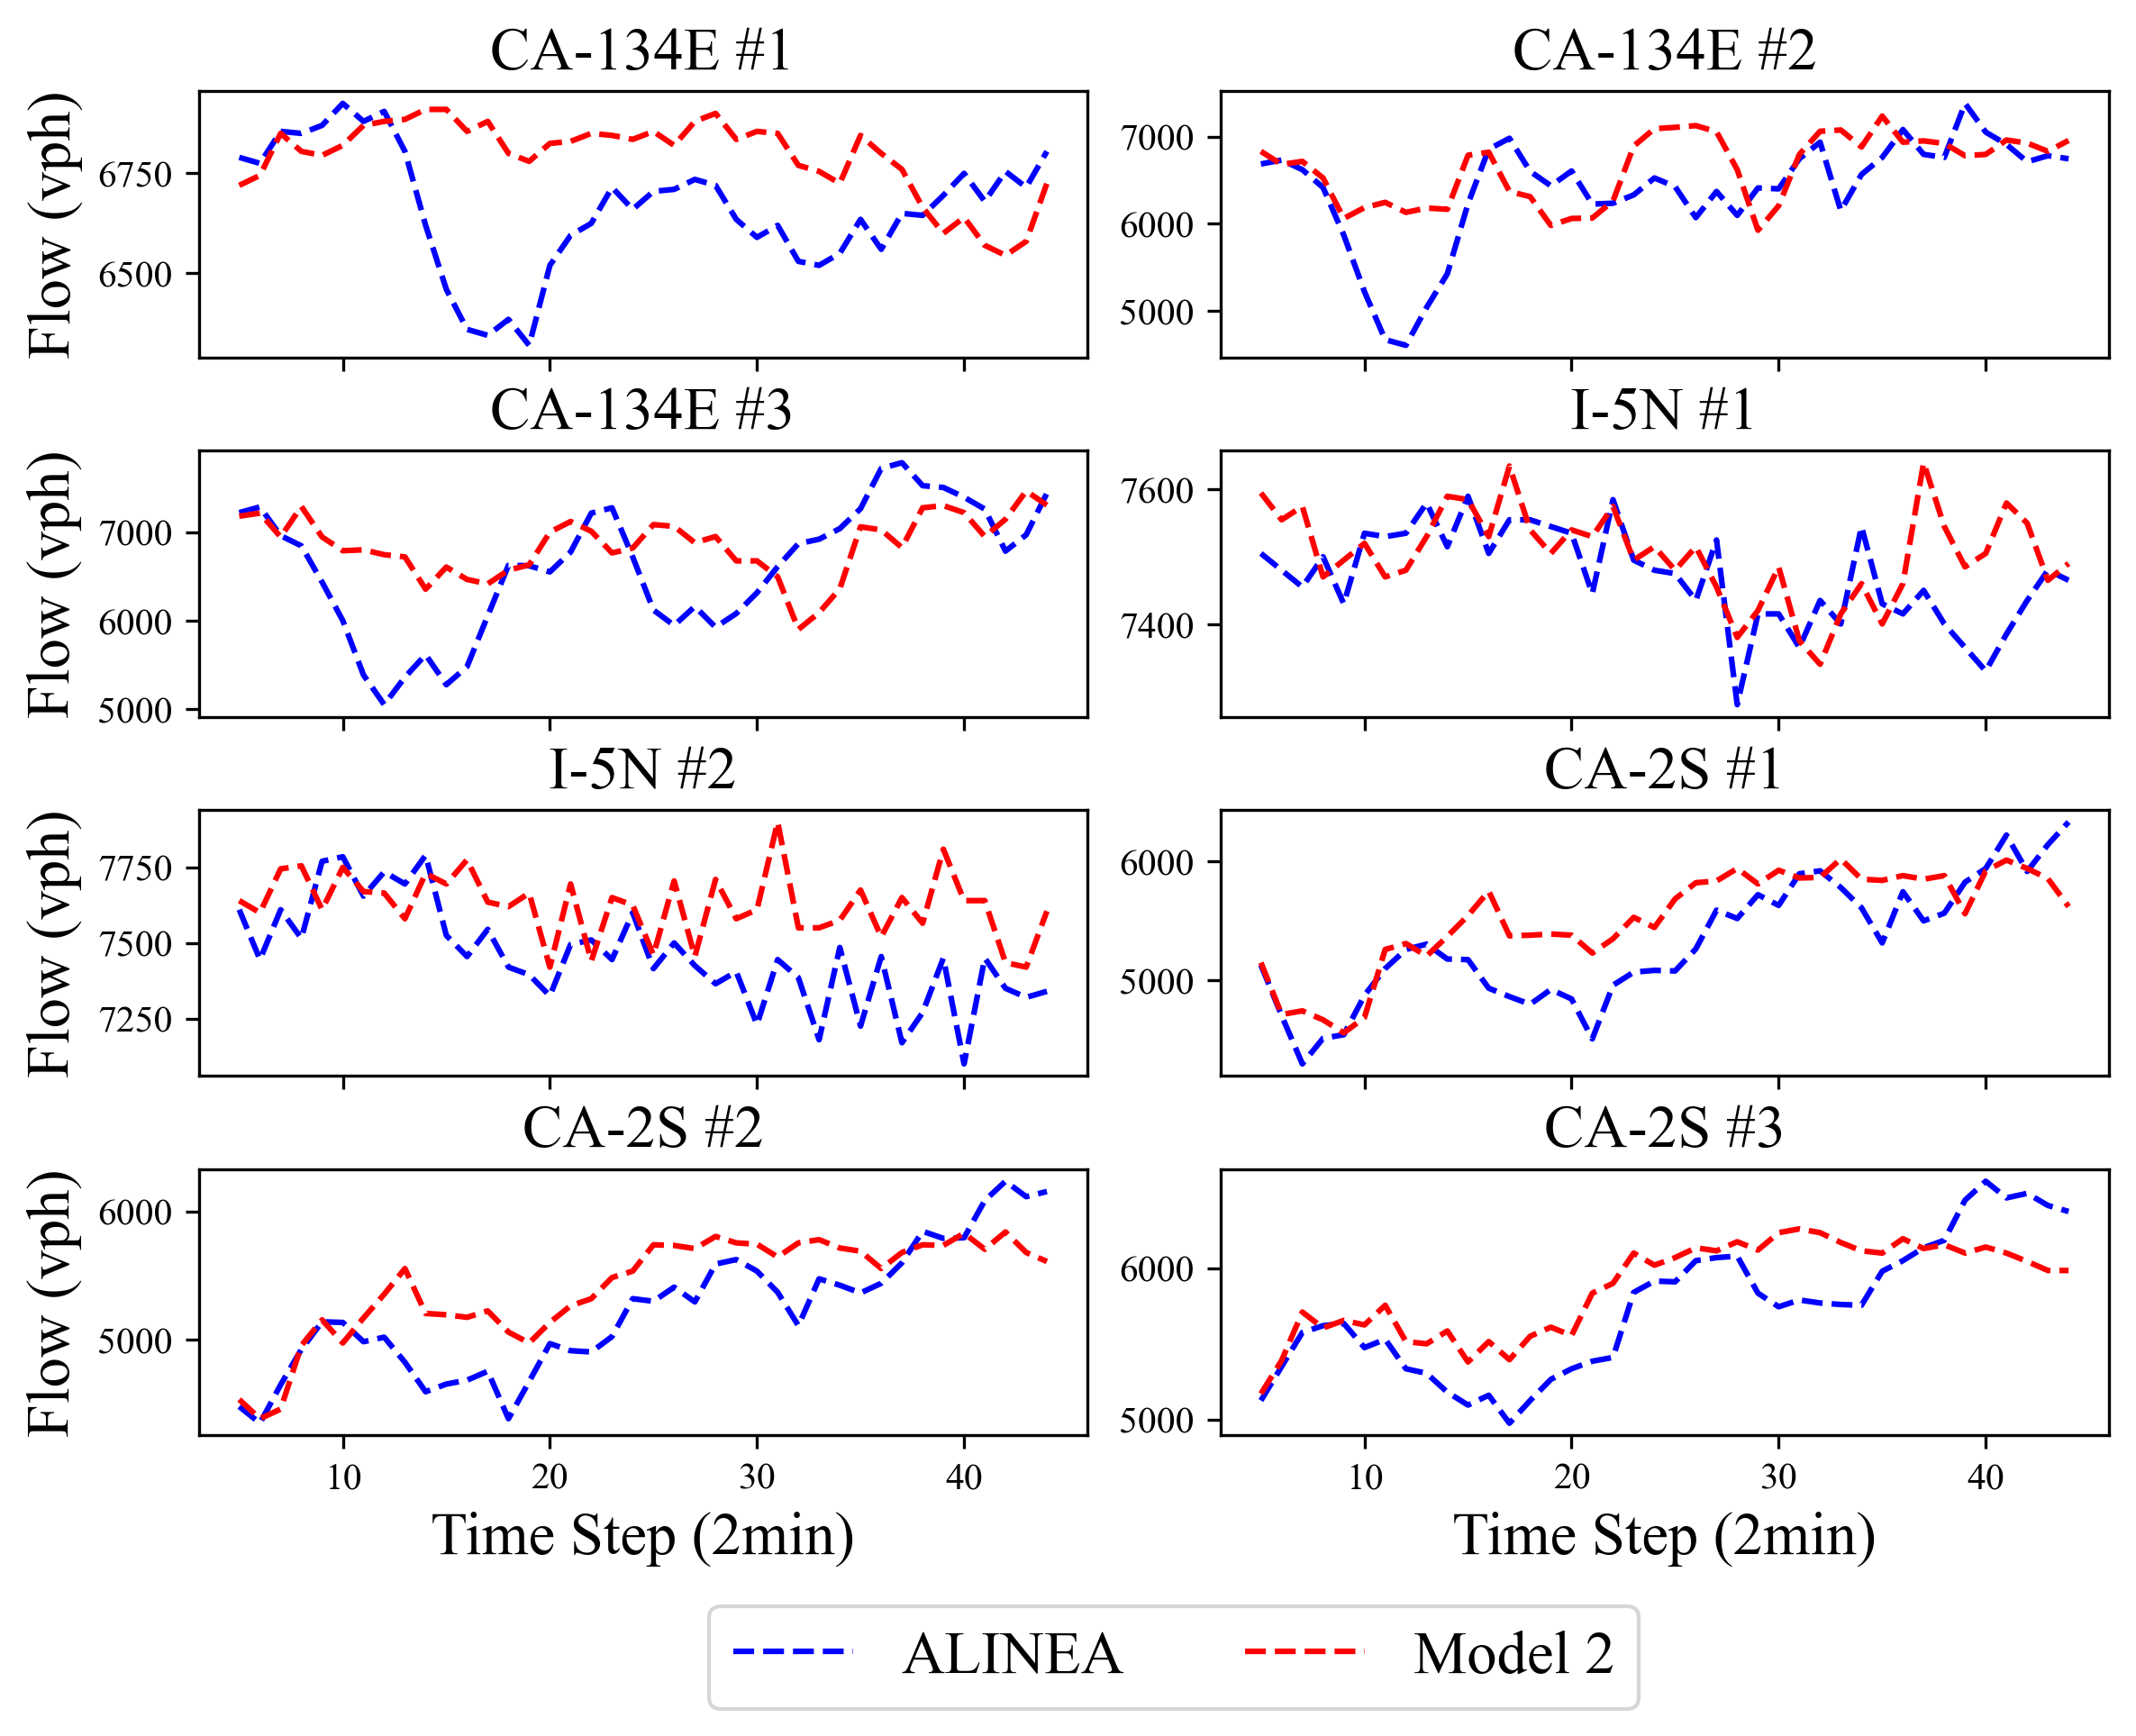 CA-134E #1
CA-134E #2
Flow (vph)
6750
6500
7000
6000
5000
CA-134E #3
I-5N #1
Flow (vph)
7000
6000
5000
7600
7400
I-5N #2
CA-2S #1
Flow (vph)
7750
7500
7250
6000
5000
CA-2S #2
CA-2S #3
Flow (vph)
6000
5000
6000
5000
10 20 30 40
10 20 30 40
Time Step (2min)
Time Step (2min)
ALINEA Model 2